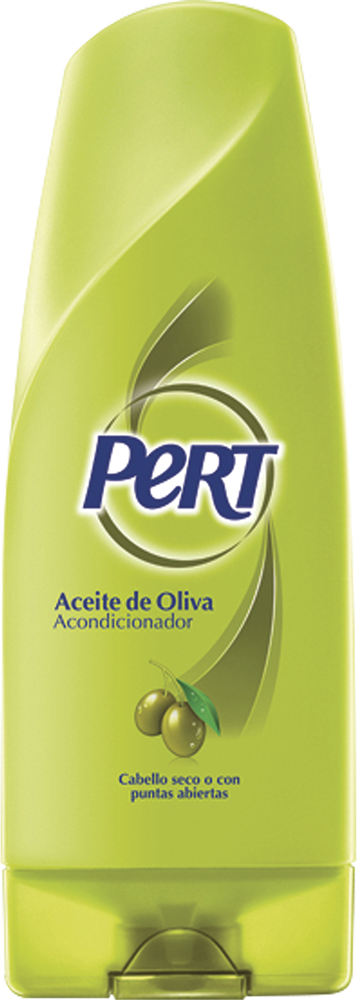 PeRT
Aceite de Oliva
Acondicionador
Cabello seco o con
puntas abiertas